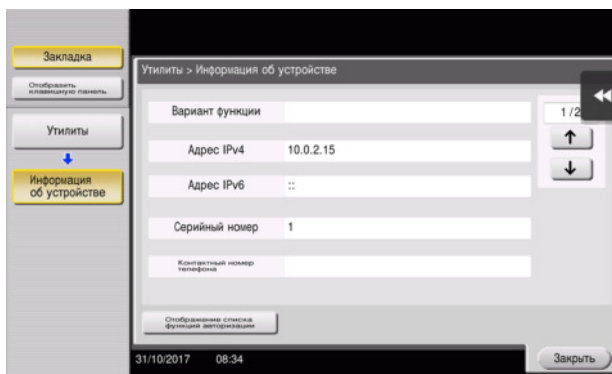 Закладка
Отобразить
клавишную панель
Утилиты
Информация
об устройстве
Утилиты > Информация об устройстве
Вариант функции
1/2
Адрес IPv4 10.0.2.15
Адрес IPv6 ::
Серийный номер 1
Контактный номер
телефона
Отображение списка
функций авторизации
31/10/2017 08:34
Закрыть